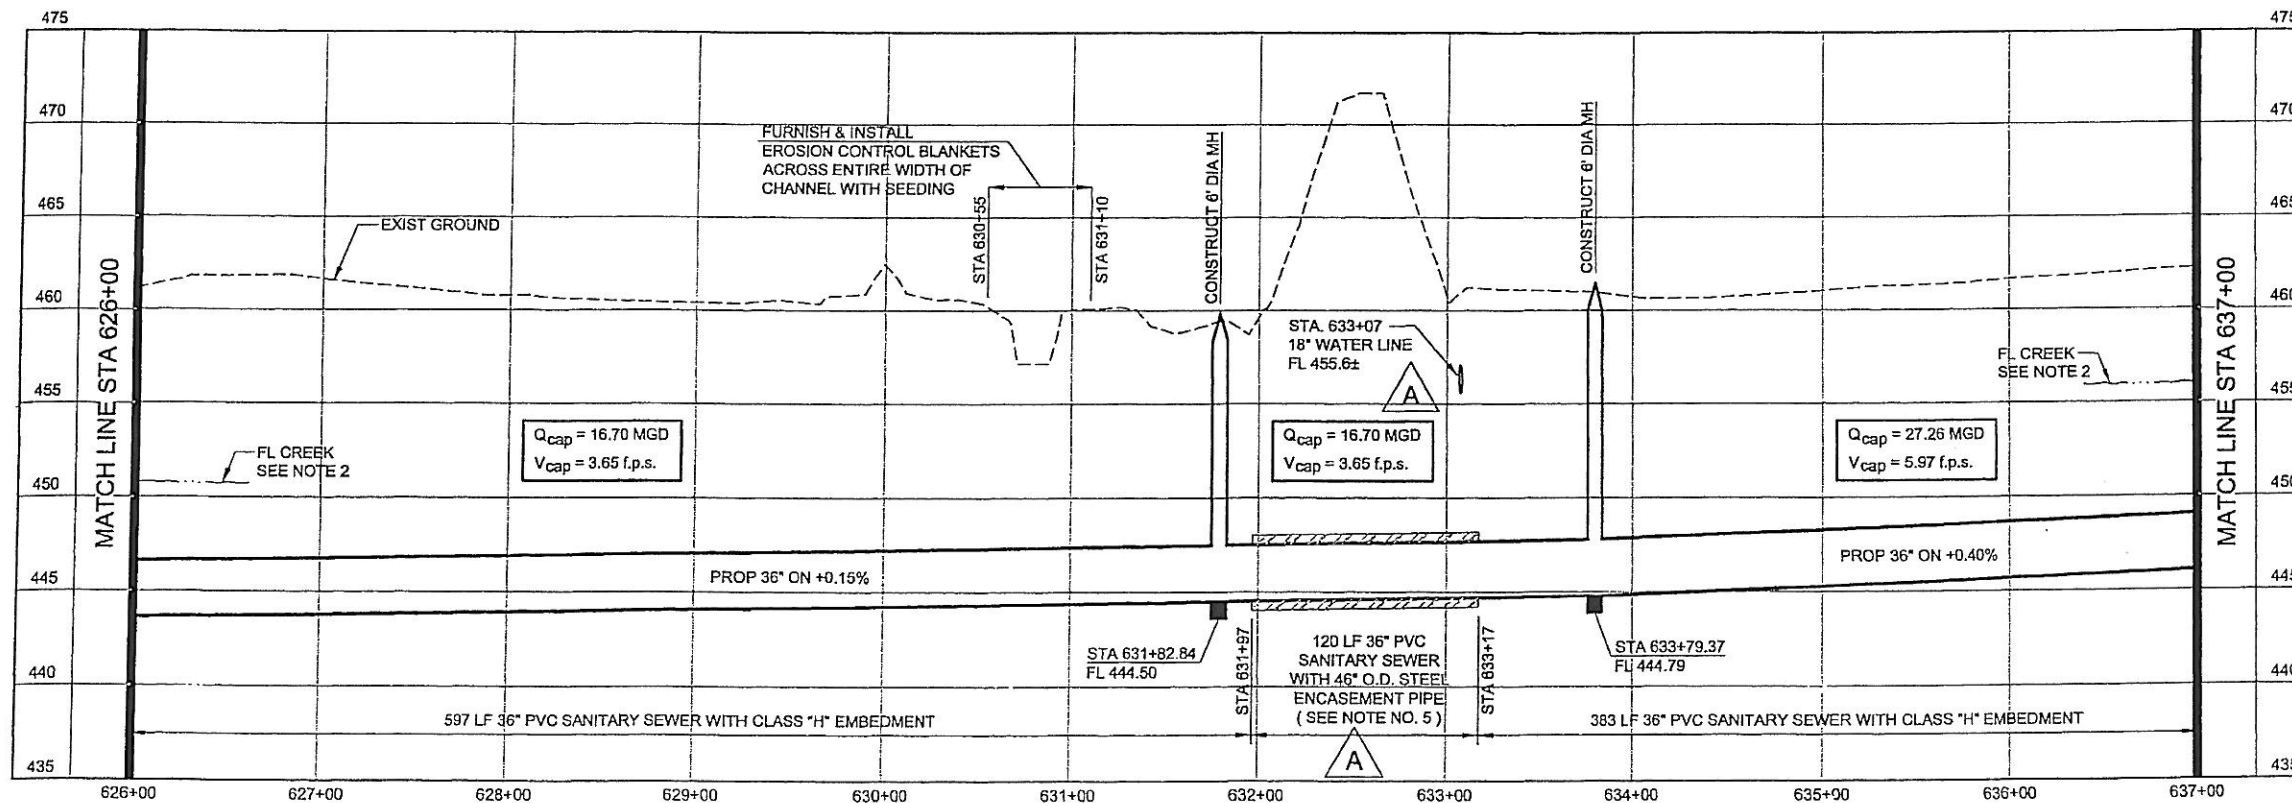 475
470
465
460
455
450
445
440
435
MATCH LINE STA 626+00
EXIST GROUND
FL CREEK
SEE NOTE 2
FURNISH & INSTALL
EROSION CONTROL BLANKETS
ACROSS ENTIRE WIDTH OF
CHANNEL WITH SEEDING
STA 630+55
STA 631+10
CONSTRUCT 6' DIA MH
CONSTRUCT 6' DIA MH
STA. 633+07
18" WATER LINE
FL 455.6±
A
Qcap = 16.70 MGD
Vcap = 3.65 f.p.s.
Qcap = 16.70 MGD
Vcap = 3.65 f.p.s.
Qcap = 27.26 MGD
Vcap = 5.97 f.p.s.
FL CREEK
SEE NOTE 2
PROP 36" ON +0.15%
PROP 36" ON +0.40%
STA 631+82.84
FL 444.50
STA 631+97
120 LF 36" PVC
SANITARY SEWER
WITH 46" O.D. STEEL
ENCASEMENT PIPE
( SEE NOTE NO. 5 )
A
STA 633+17
STA 633+79.37
FL 444.79
597 LF 36" PVC SANITARY SEWER WITH CLASS "H" EMBEDMENT
383 LF 36" PVC SANITARY SEWER WITH CLASS "H" EMBEDMENT
MATCH LINE STA 637+00
475
470
465
460
455
450
445
440
435
626+00 627+00 628+00 629+00 630+00 631+00 632+00 633+00 634+00 635+00 636+00 637+00